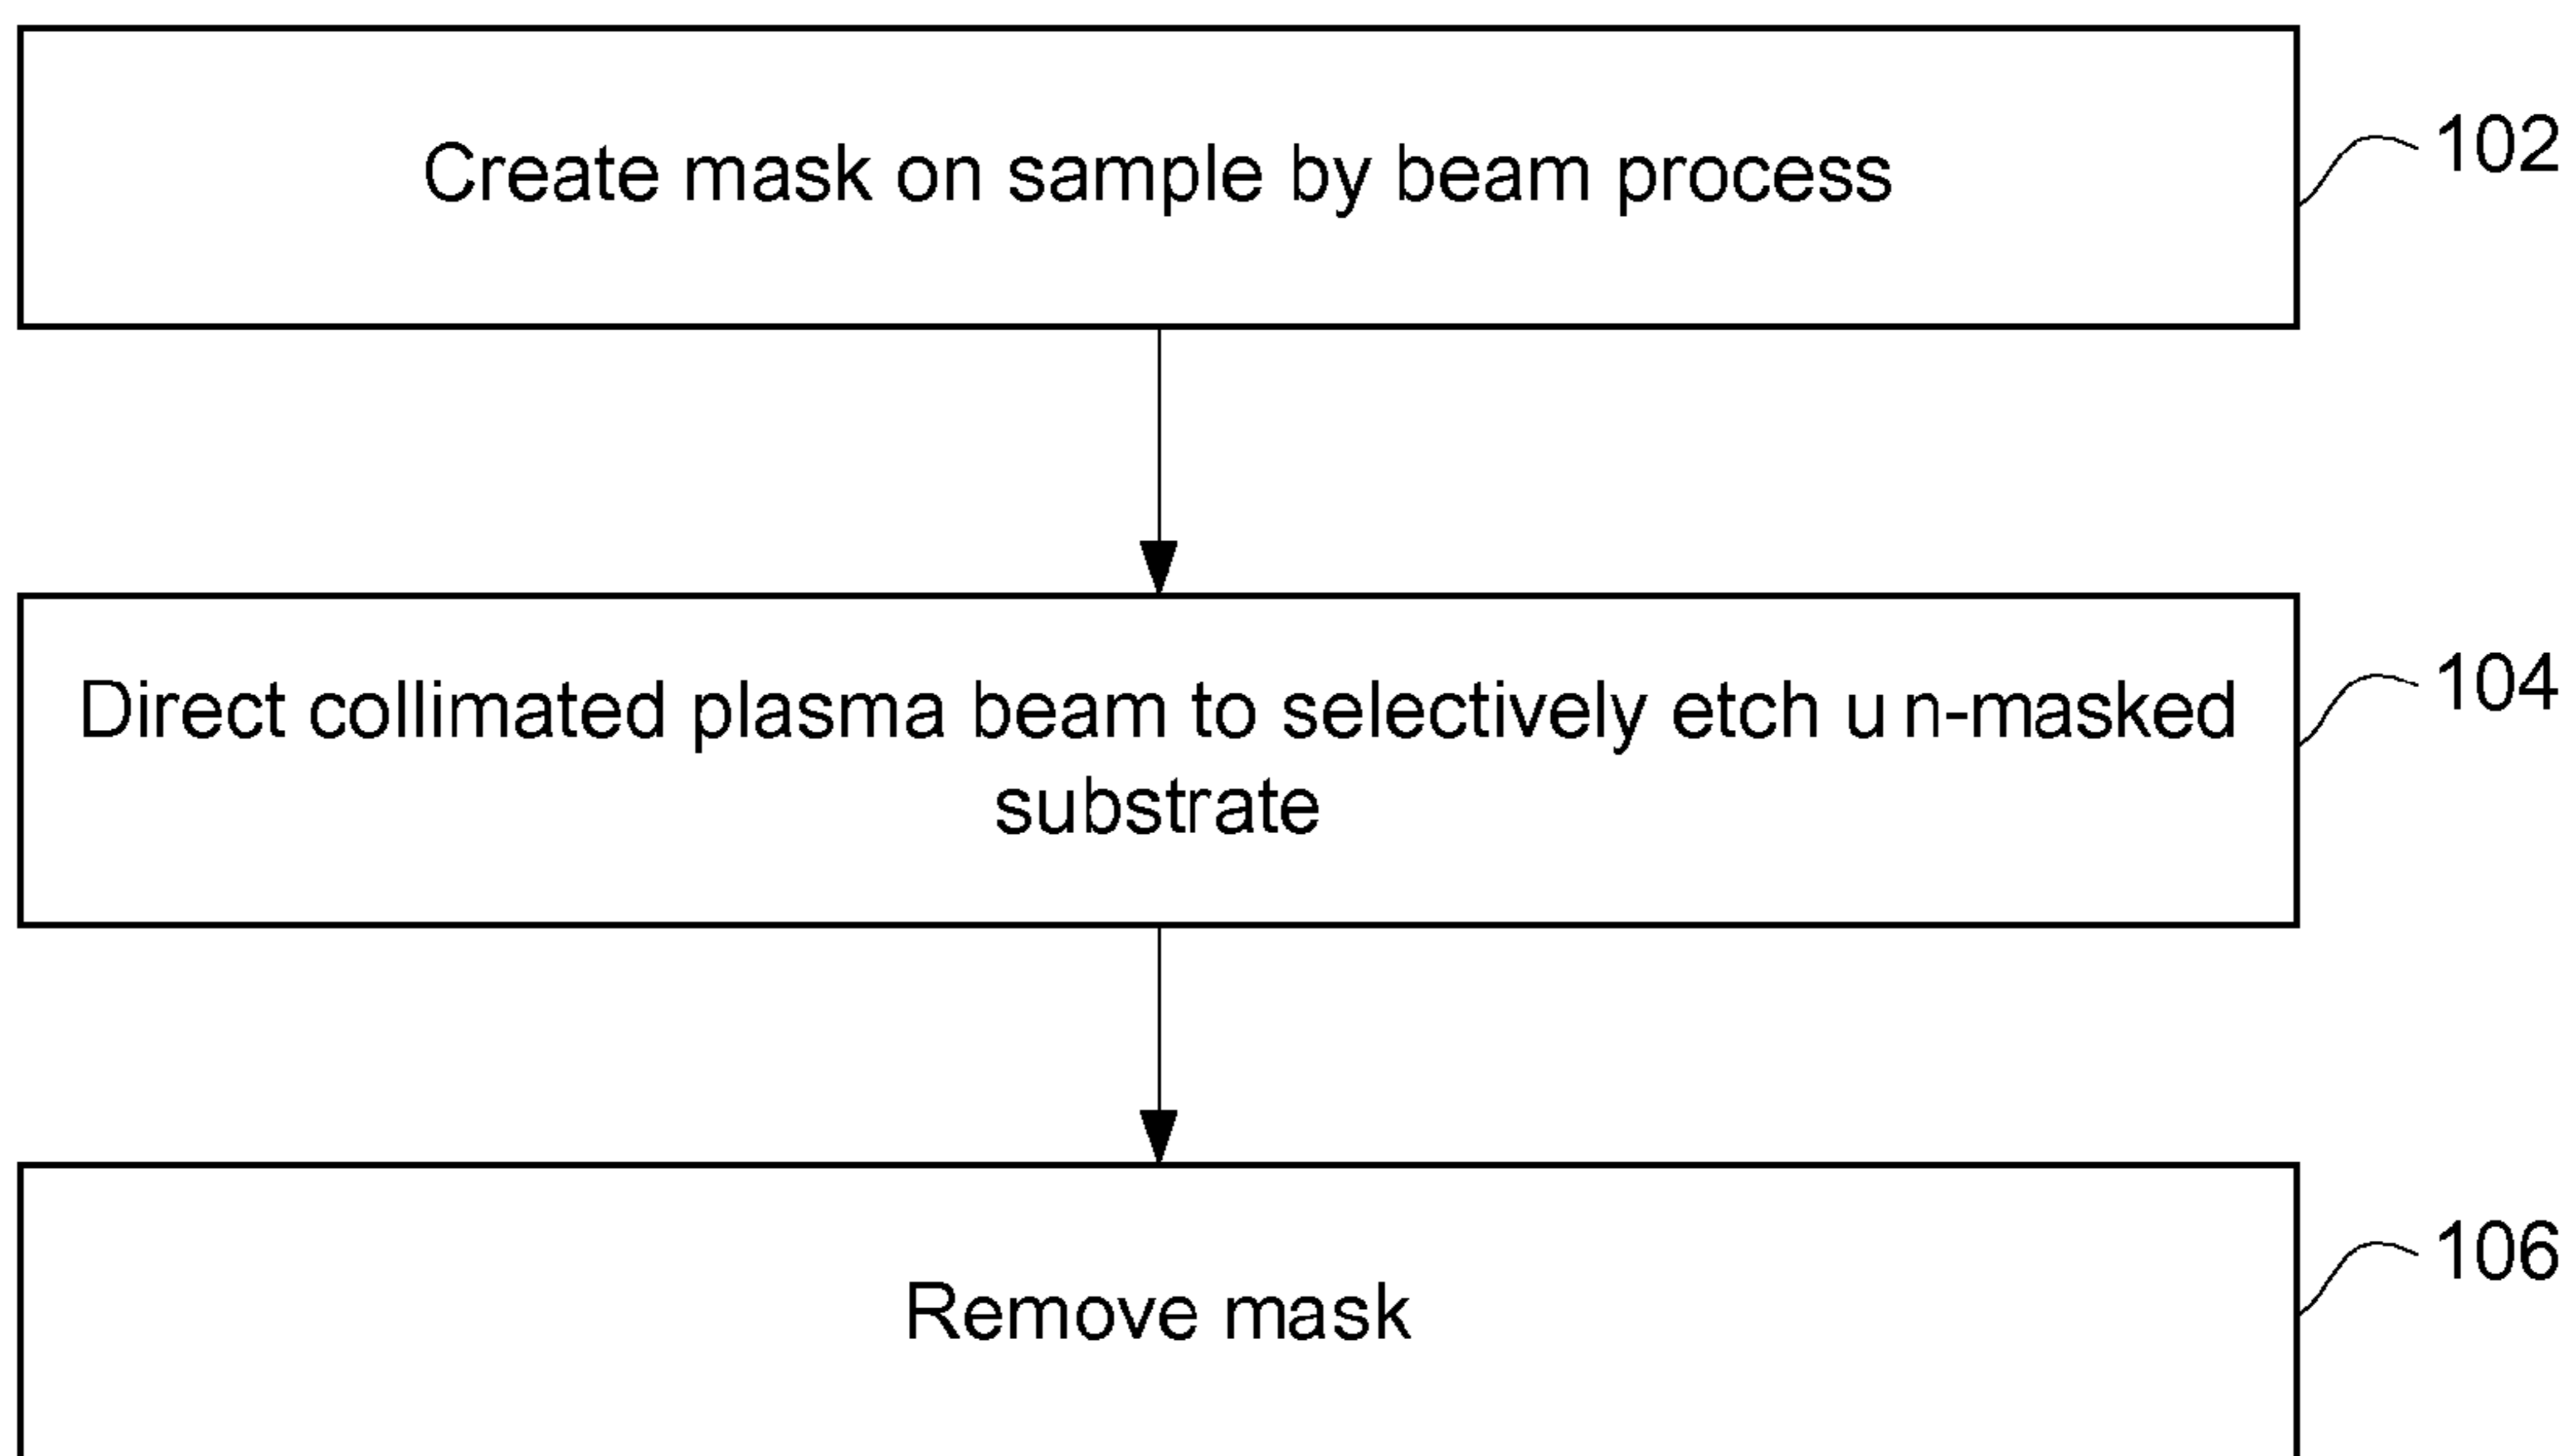 Create mask on sample by beam process
102
Direct collimated plasma beam to selectively etch u n-masked
substrate
104
Remove mask
106